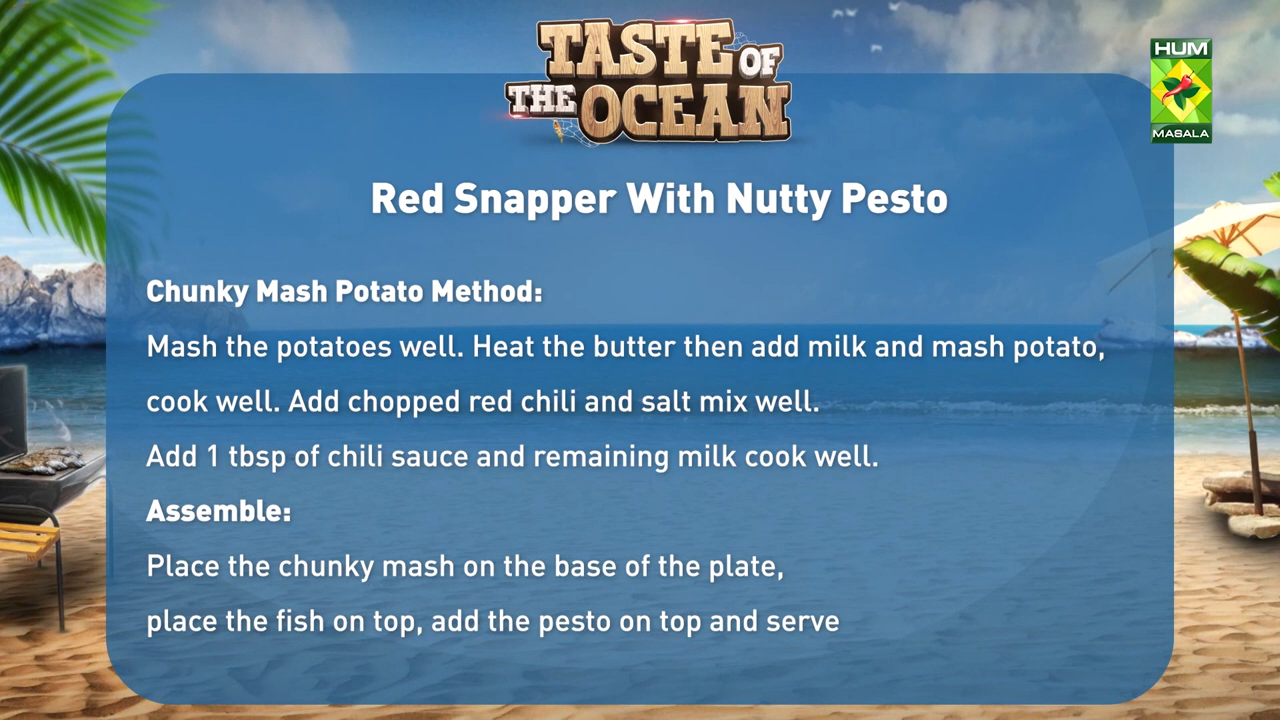 TASTE OF
THE OCEAN
HUM
MASALA
Red Snapper With Nutty Pesto
Chunky Mash Potato Method:
Mash the potatoes well. Heat the butter then add milk and mash potato,
cook well. Add chopped red chili and salt mix well.
Add 1 tbsp of chili sauce and remaining milk cook well.
Assemble:
Place the chunky mash on the base of the plate,
place the fish on top, add the pesto on top and serve